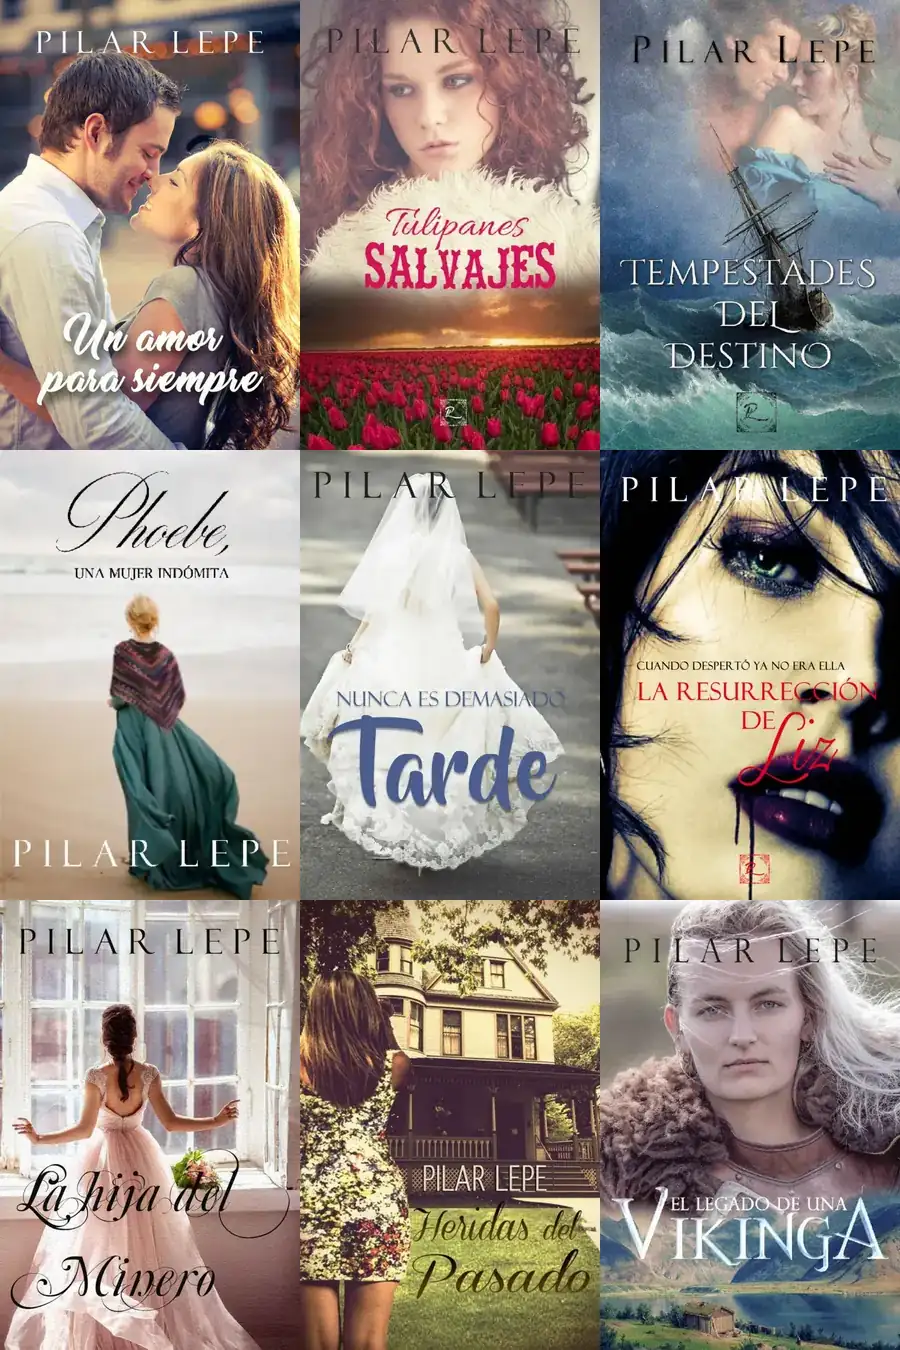 PILAR LEPE
Un amor
para siempre
PILAR LEPE
Tulipanes
SALVAJES
R
PILAR LEPE
TEMPESTADES
DEL
DESTINO
R
Phoebe,
UNA MUJER INDÓMITA
PILAR LEPE
PILAR LEPE
NUNCA ES DEMASIADO
Tarde
PILAR LEPE
CUANDO DESPERTÓ YA NO ERA ELLA
LA RESURRECCIÓN
DE
Liz
R
PILAR LEPE
La hija del
Minero
PILAR LEPE
Heridas del
Pasado
PILAR LEPE
EL LEGADO DE UNA
VIKINGA